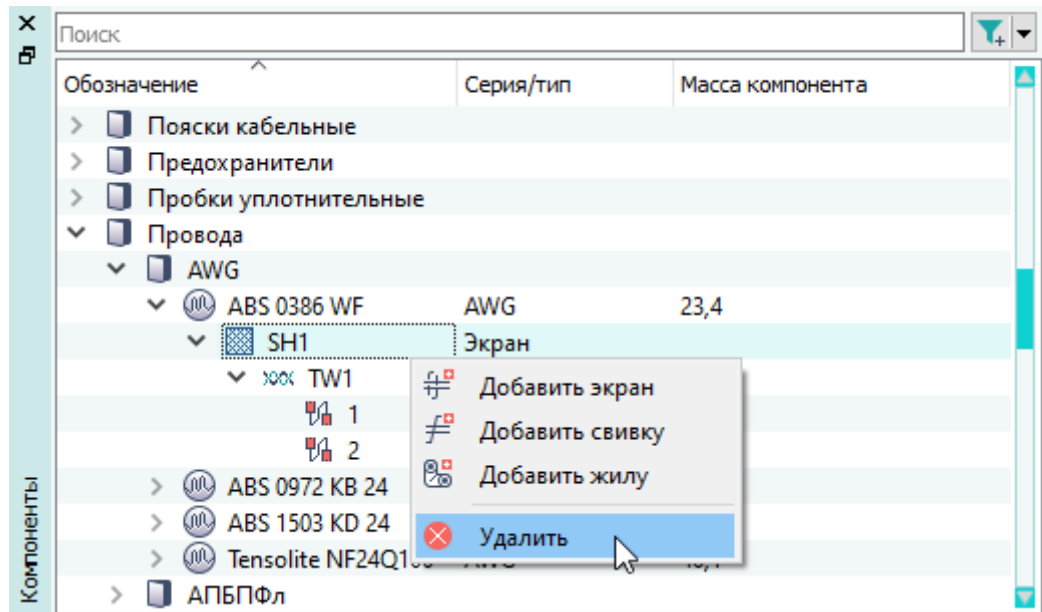 Поиск
Обозначение Серия/тип Масса компонента
Пояски кабельные
Предохранители
Пробки уплотнительные
Провода
AWG
ABS 0386 WF AWG 23,4
SH1 Экран
TW1
Добавить экран
1
Добавить свивку
2
Добавить жилу
ABS 0972 KB 24
ABS 1503 KD 24
Удалить
Tensolite NF24Q100
АПБПФл
Компоненты